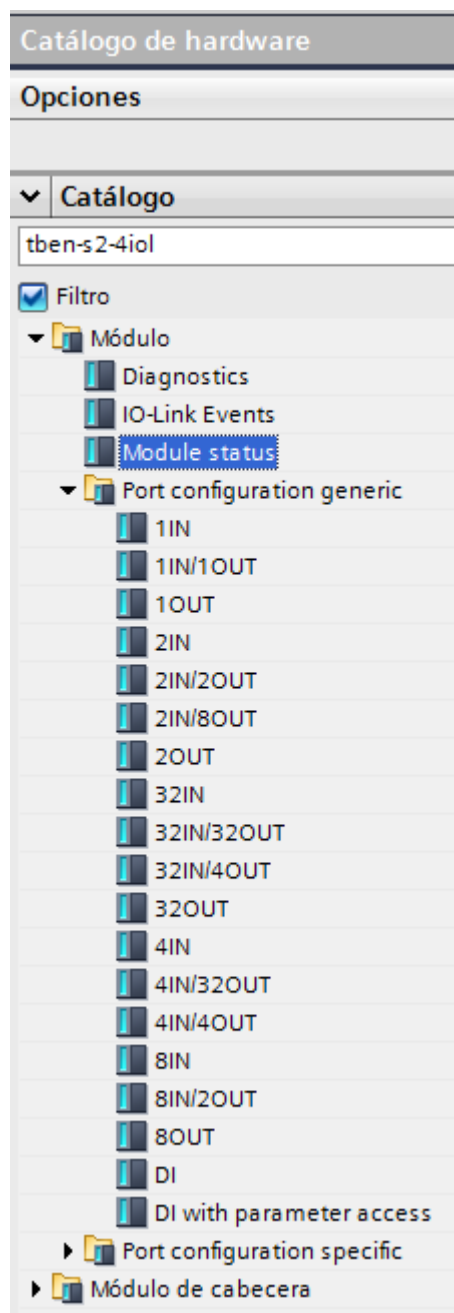 Catálogo de hardware
Opciones
Catálogo
tben-s2-4iol
Filtro
Módulo
Diagnostics
IO-Link Events
Module status
Port configuration generic
1IN
1IN/1OUT
1OUT
2IN
2IN/2OUT
2IN/8OUT
2OUT
32IN
32IN/32OUT
32IN/4OUT
32OUT
4IN
4IN/32OUT
4IN/4OUT
8IN
8IN/2OUT
8OUT
DI
DI with parameter access
Port configuration specific
Módulo de cabecera